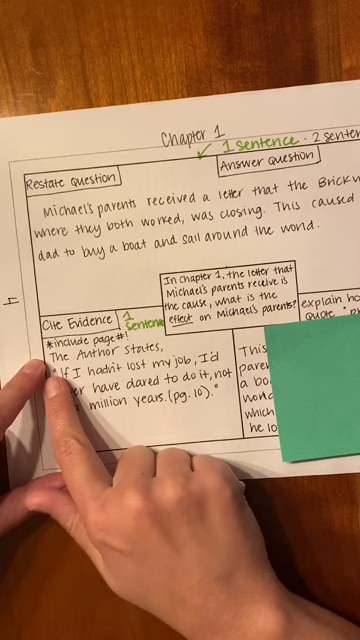 Chapter 1
✓ 1 sentence - 2 senten
Restate Question
Answer Question
Michael's parents received a letter that the Brickw
where they both worked, was closing. This caused
dad to buy a boat and sail around the world.
In Chapter 1, the letter that
Michael's parents receive is
the cause, what is the
effect on Michael's parents?
Cite Evidence
1
Sentence
*include page#!
The Author states,
"If I hadn't lost my job, I'd
er have dared to do it, not
million years. (pg. 10)."
explain ho
quote. "
This
paren
a bo
world
which
he lo